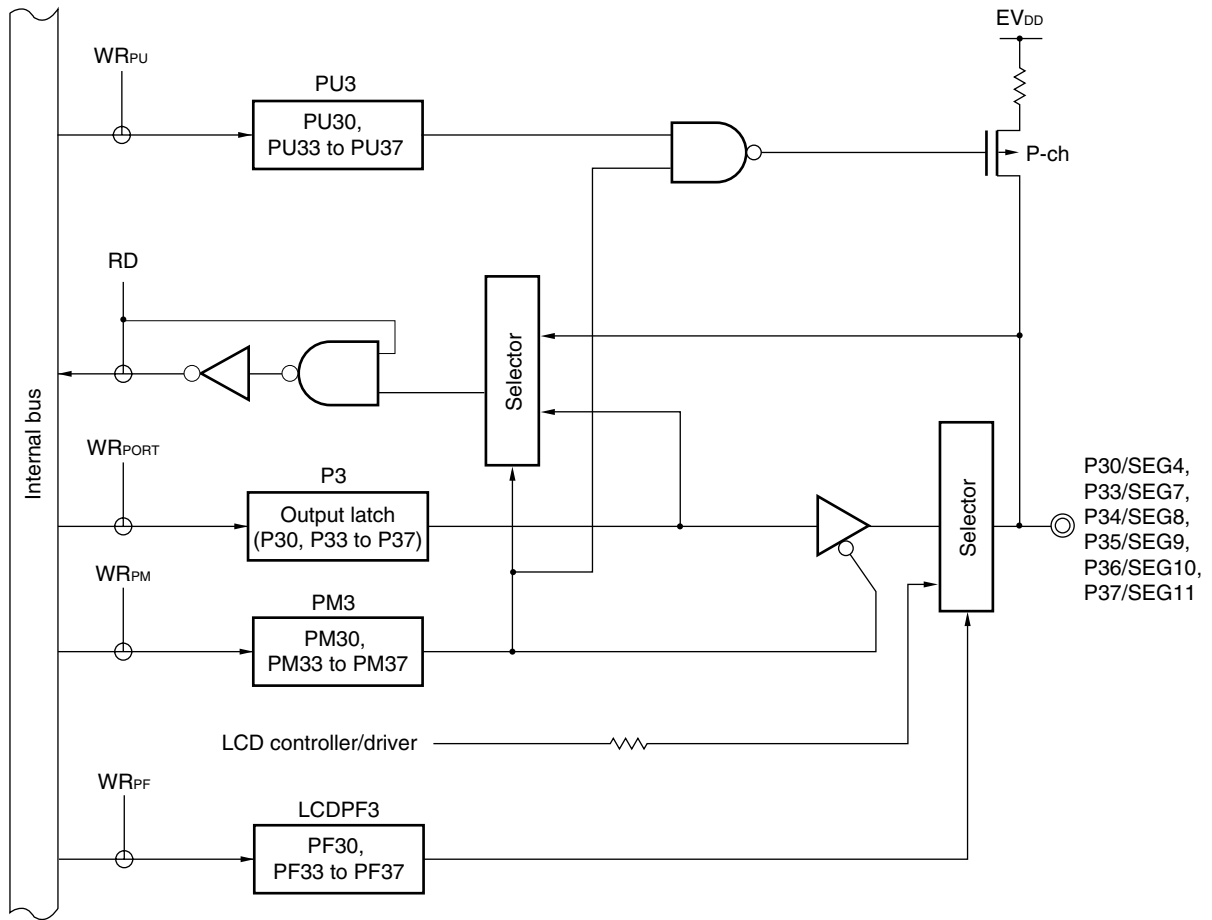 EVDD
WRPU
PU3
PU30,
PU33 to PU37
P-ch
RD
Selector
Internal bus
WRPORT
P3
Output latch
(P30, P33 to P37)
Selector
P30/SEG4,
P33/SEG7,
P34/SEG8,
P35/SEG9,
P36/SEG10,
P37/SEG11
WRPM
PM3
PM30,
PM33 to PM37
LCD controller/driver
WRPF
LCDPF3
PF30,
PF33 to PF37